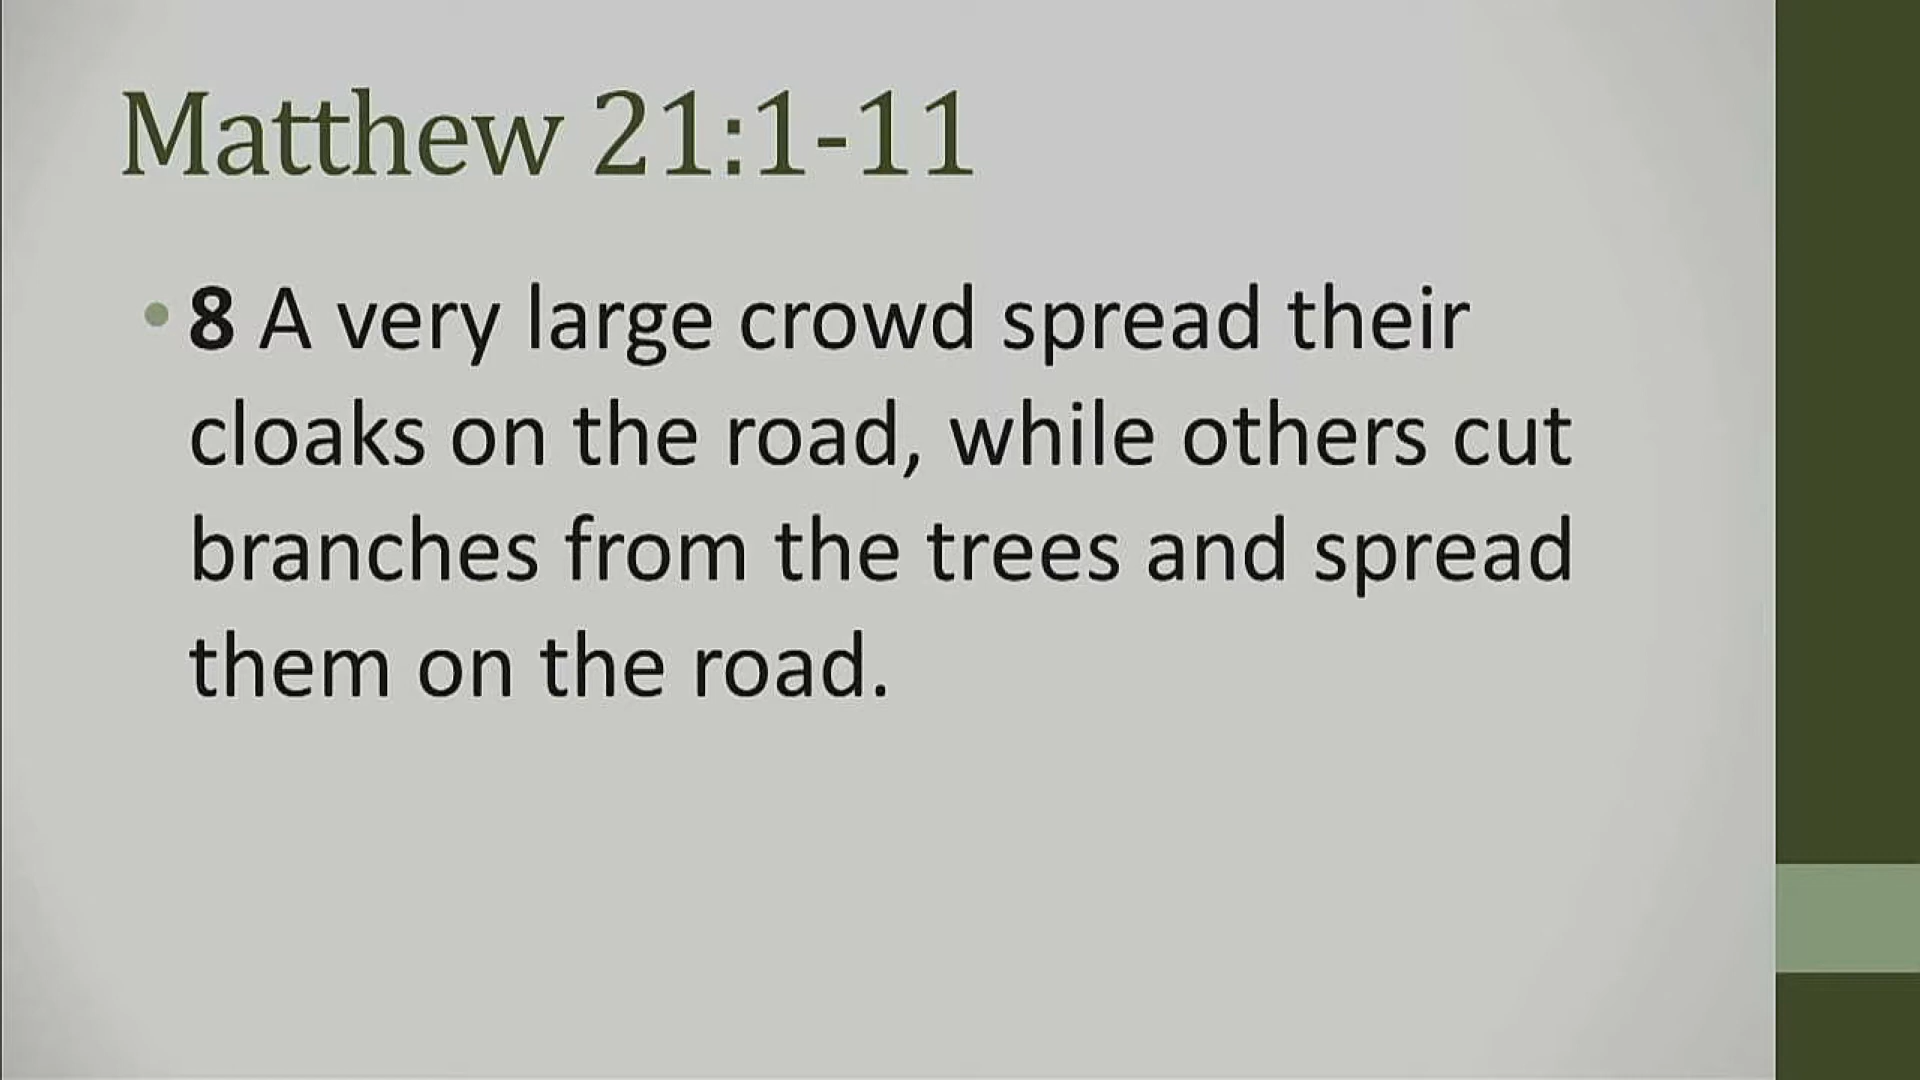 Matthew 21:1-11
• 8 A very large crowd spread their
cloaks on the road, while others cut
branches from the trees and spread
them on the road.